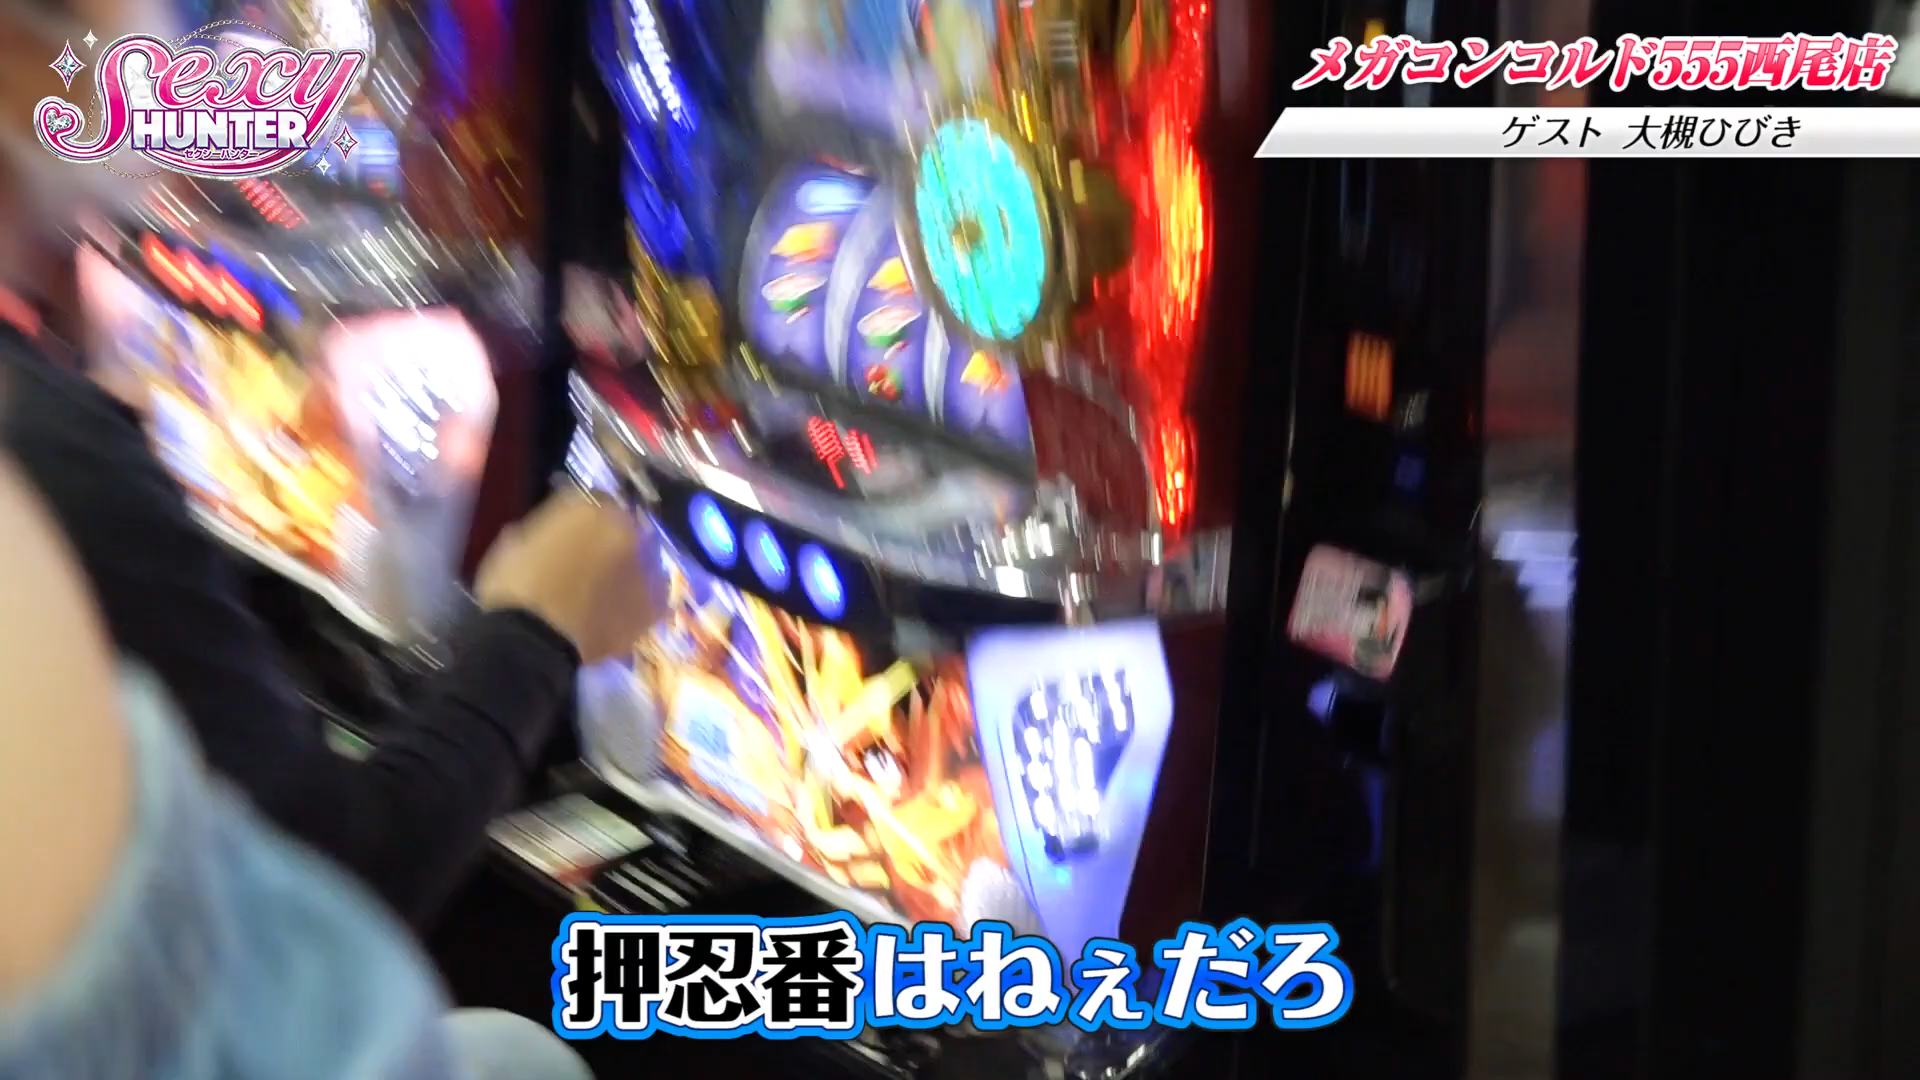 Sexy
HUNTER
セクシーハンター
メガコンコルド555西尾店
ゲスト 大槻ひびき
押忍番はねぇだろ